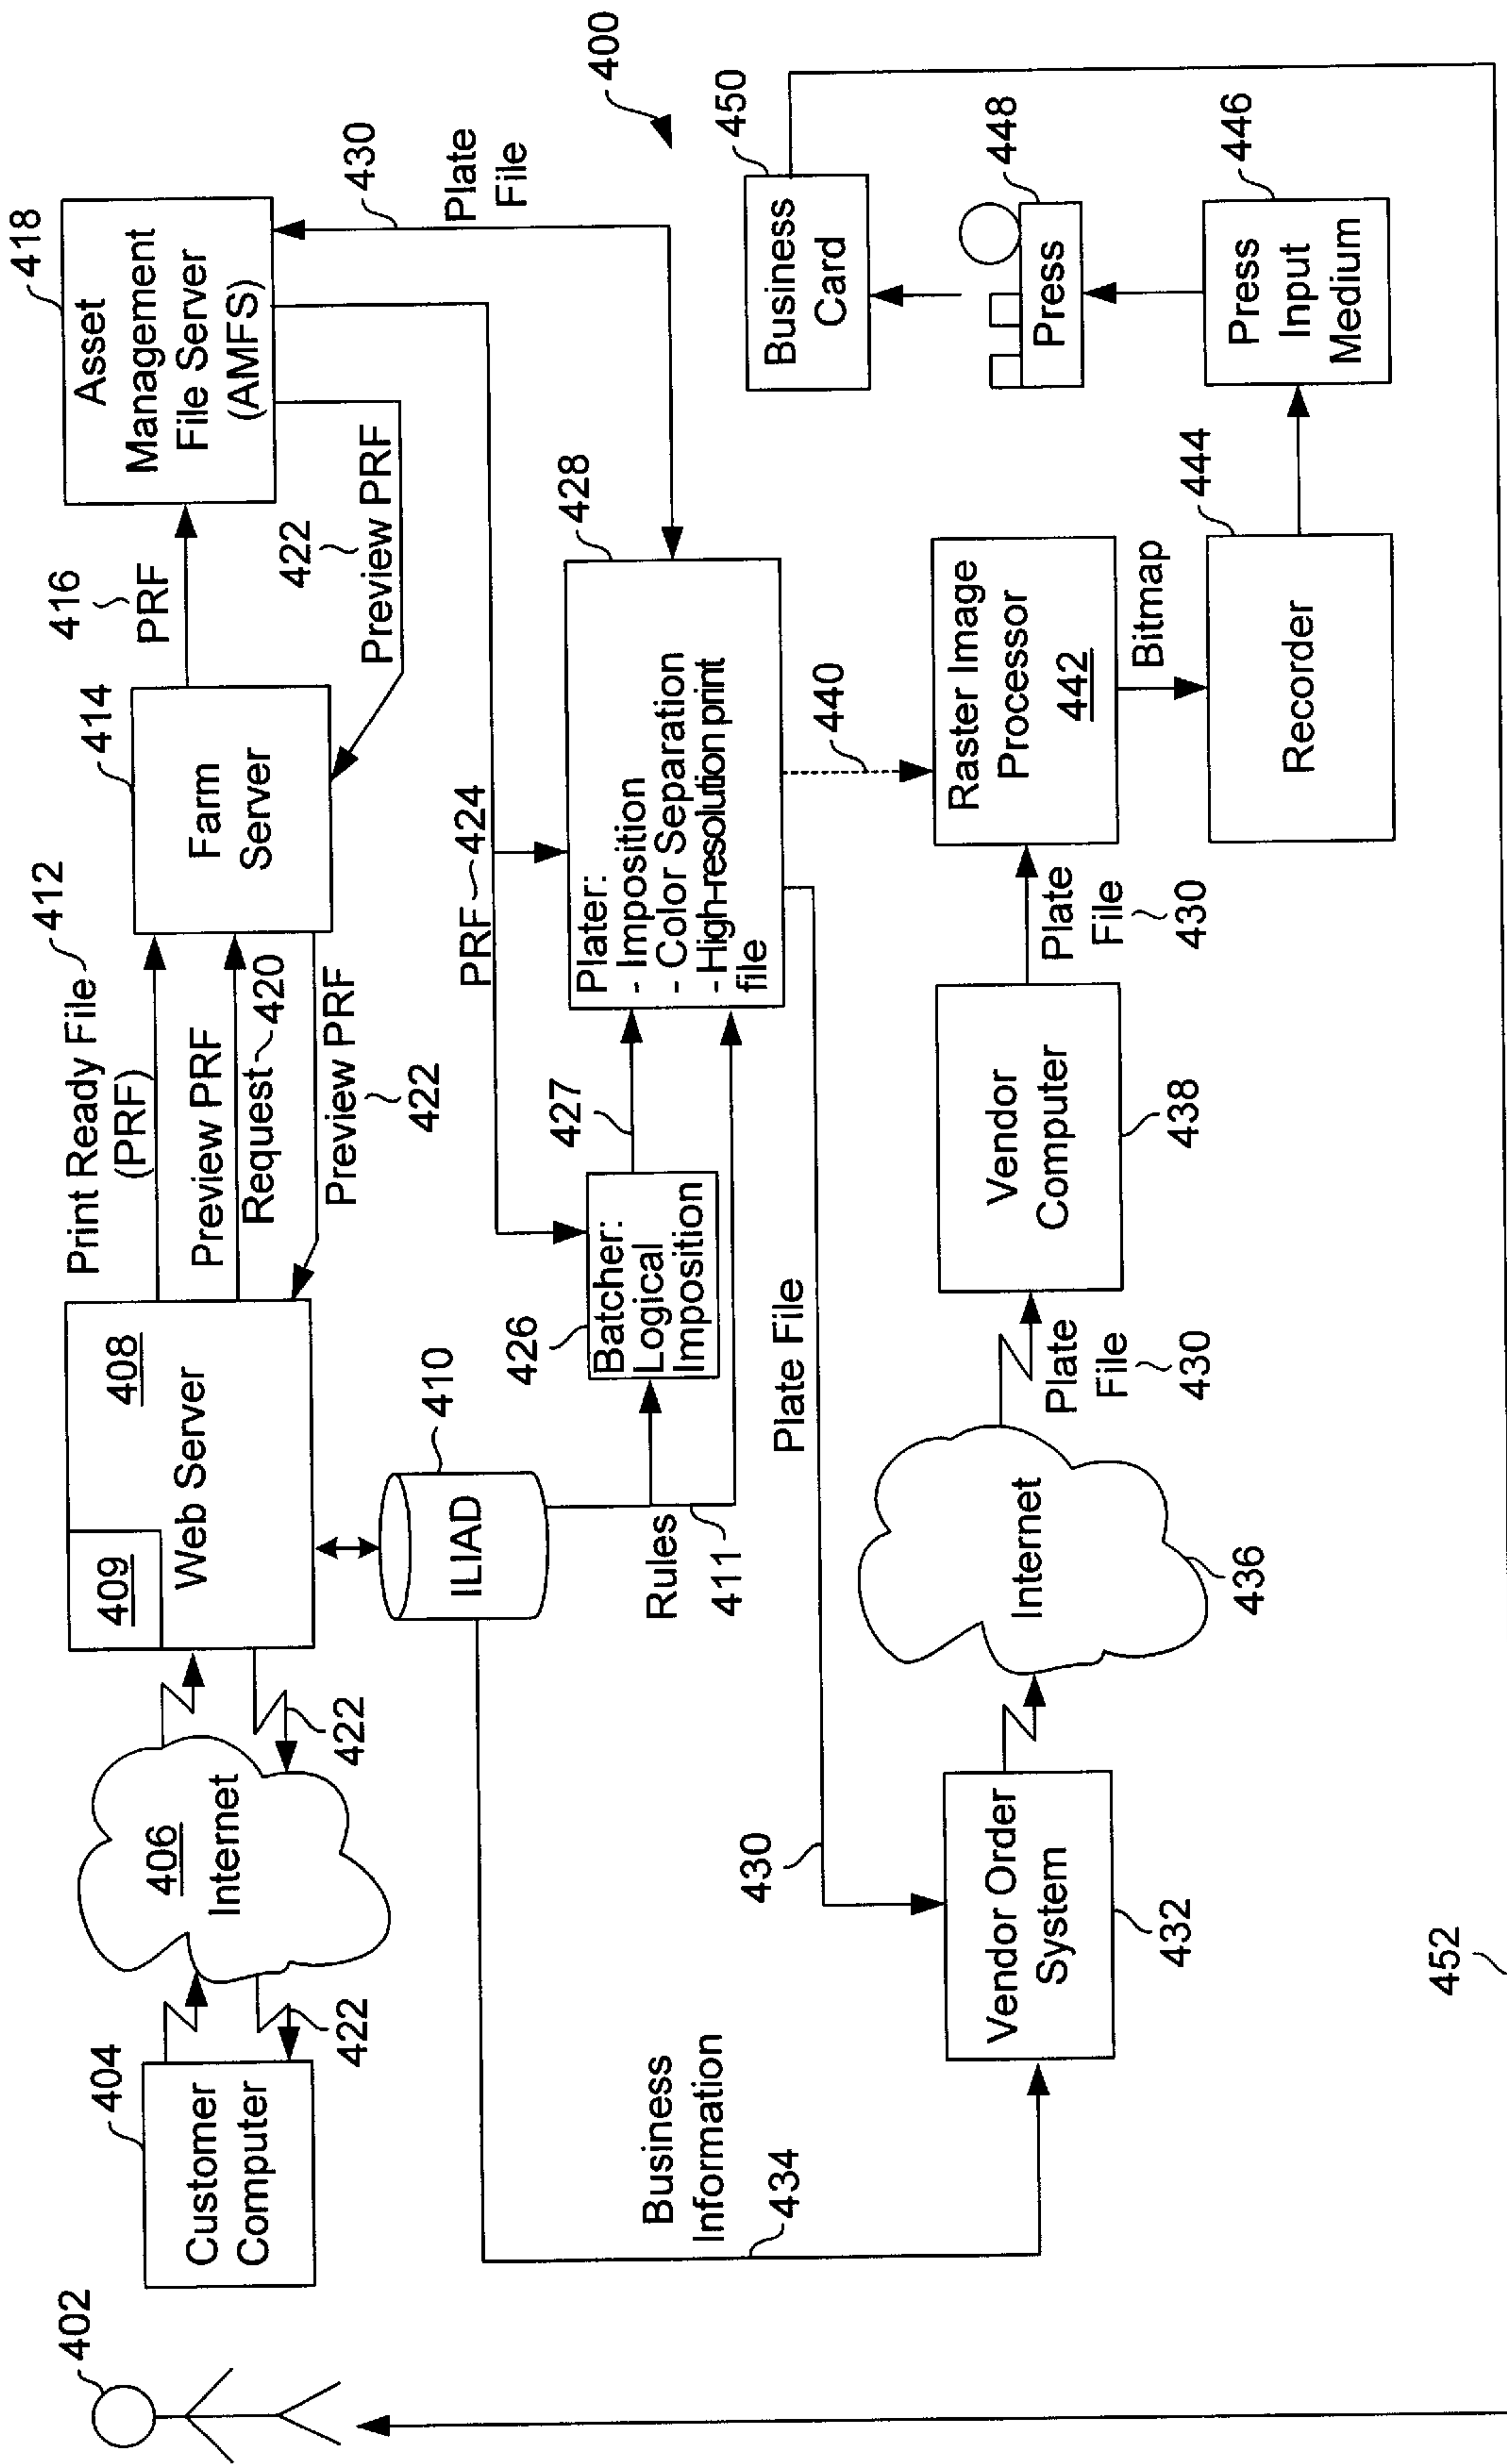 402
404
Customer
Computer
422
406
Internet
422
409
408
Web Server
Print Ready File 412
(PRF)
Preview PRF
Request 420
Preview PRF
422
414
Farm
Server
416
PRF
422
Preview PRF
418
Asset
Management
File Server
(AMFS)
430
Plate
File
400
410
ILIAD
Rules
411
426
Batcher:
Logical
Imposition
427
PRF 424
428
Plater:
- Imposition
- Color Separation
- High-resolution print
file
440
Business
Information
434
Plate File
430
Vendor Order
System
432
Internet
436
Plate
File
430
Vendor
Computer
438
Plate
File
430
Raster Image
Processor
442
Bitmap
444
Recorder
446
Press
Input
Medium
448
Press
450
Business
Card
452